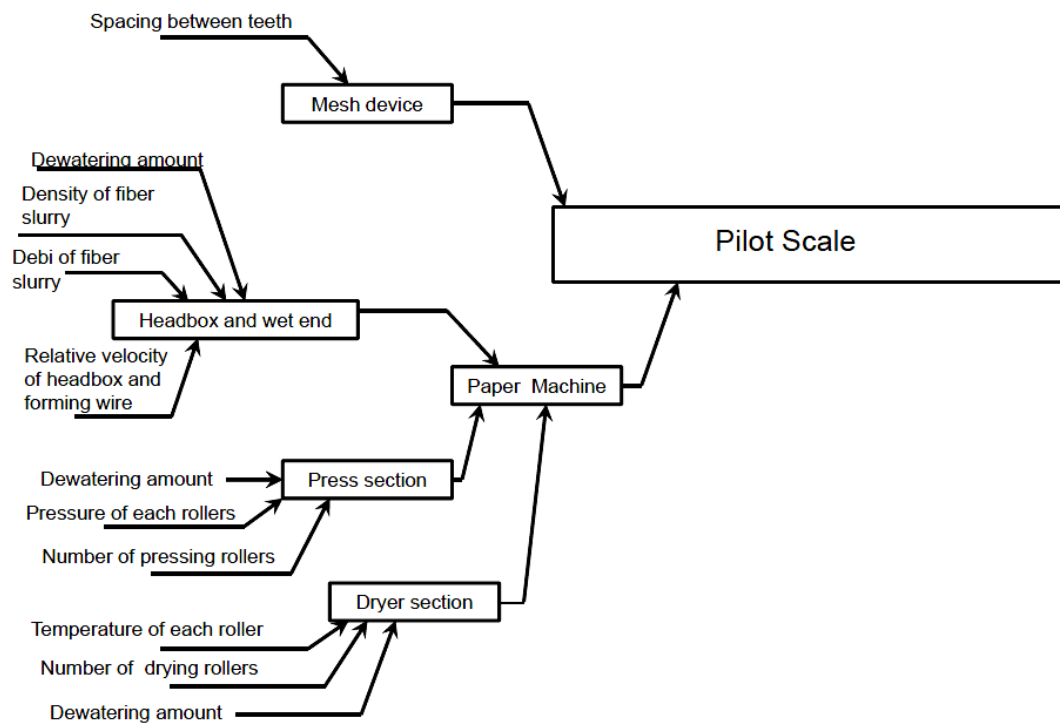 Spacing between teeth
Mesh device
Dewatering amount
Density of fiber
slurry
Pilot Scale
Debi of fiber
slurry
Headbox and wet end
Relative velocity
of headbox and
forming wire
Paper Machine
Dewatering amount
Press section
Pressure of each rollers
Number of pressing rollers
Dryer section
Temperature of each roller
Number of drying rollers
Dewatering amount